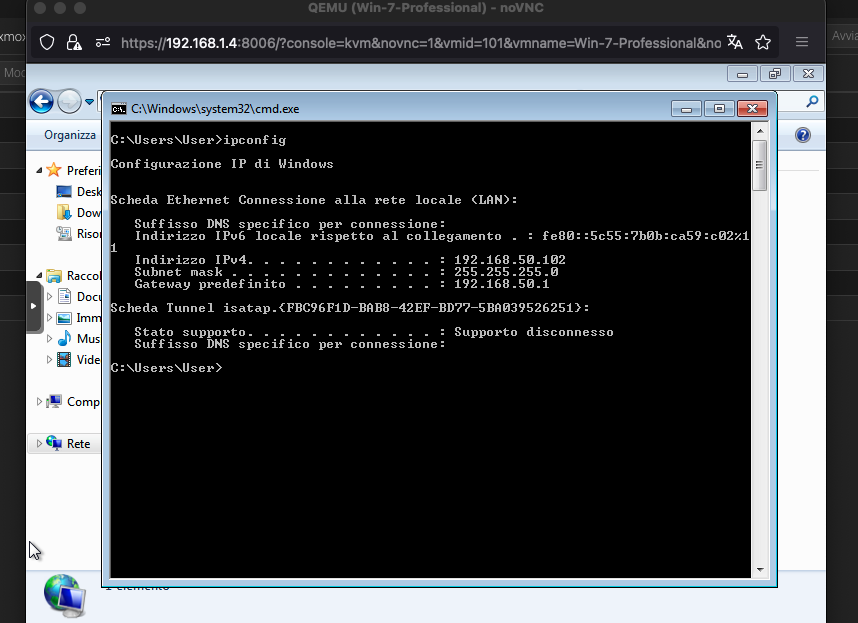 QEMU (Win-7-Professional) - noVNC
https://192.168.1.4:8006/?console=kvm&novnc=1&vmid=101&vmname=Win-7-Professional&no
Organizza
C:\Windows\system32\cmd.exe
C:\Users\User>ipconfig
Configurazione IP di Windows
Scheda Ethernet Connessione alla rete locale (LAN):
Suffisso DNS specifico per connessione:
Indirizzo IPv6 locale rispetto al collegamento . : fe80::5c55:7b0b:ca59:c02%1
1
Indirizzo IPv4. . . . . . . . . . . . : 192.168.50.102
Subnet mask . . . . . . . . . . . . . : 255.255.255.0
Gateway predefinito . . . . . . . . . : 192.168.50.1
Scheda Tunnel isatap.{FBC96F1D-BAB8-42EF-BD77-5BA039526251}:
Stato supporto. . . . . . . . . . . . : Supporto disconnesso
Suffisso DNS specifico per connessione:
C:\Users\User>
Preferi
Desk
Dow
Risor
Raccol
Docu
Imm
Mus
Vide
Comp
Rete
1 elemento
xmox
Moc
Avvia